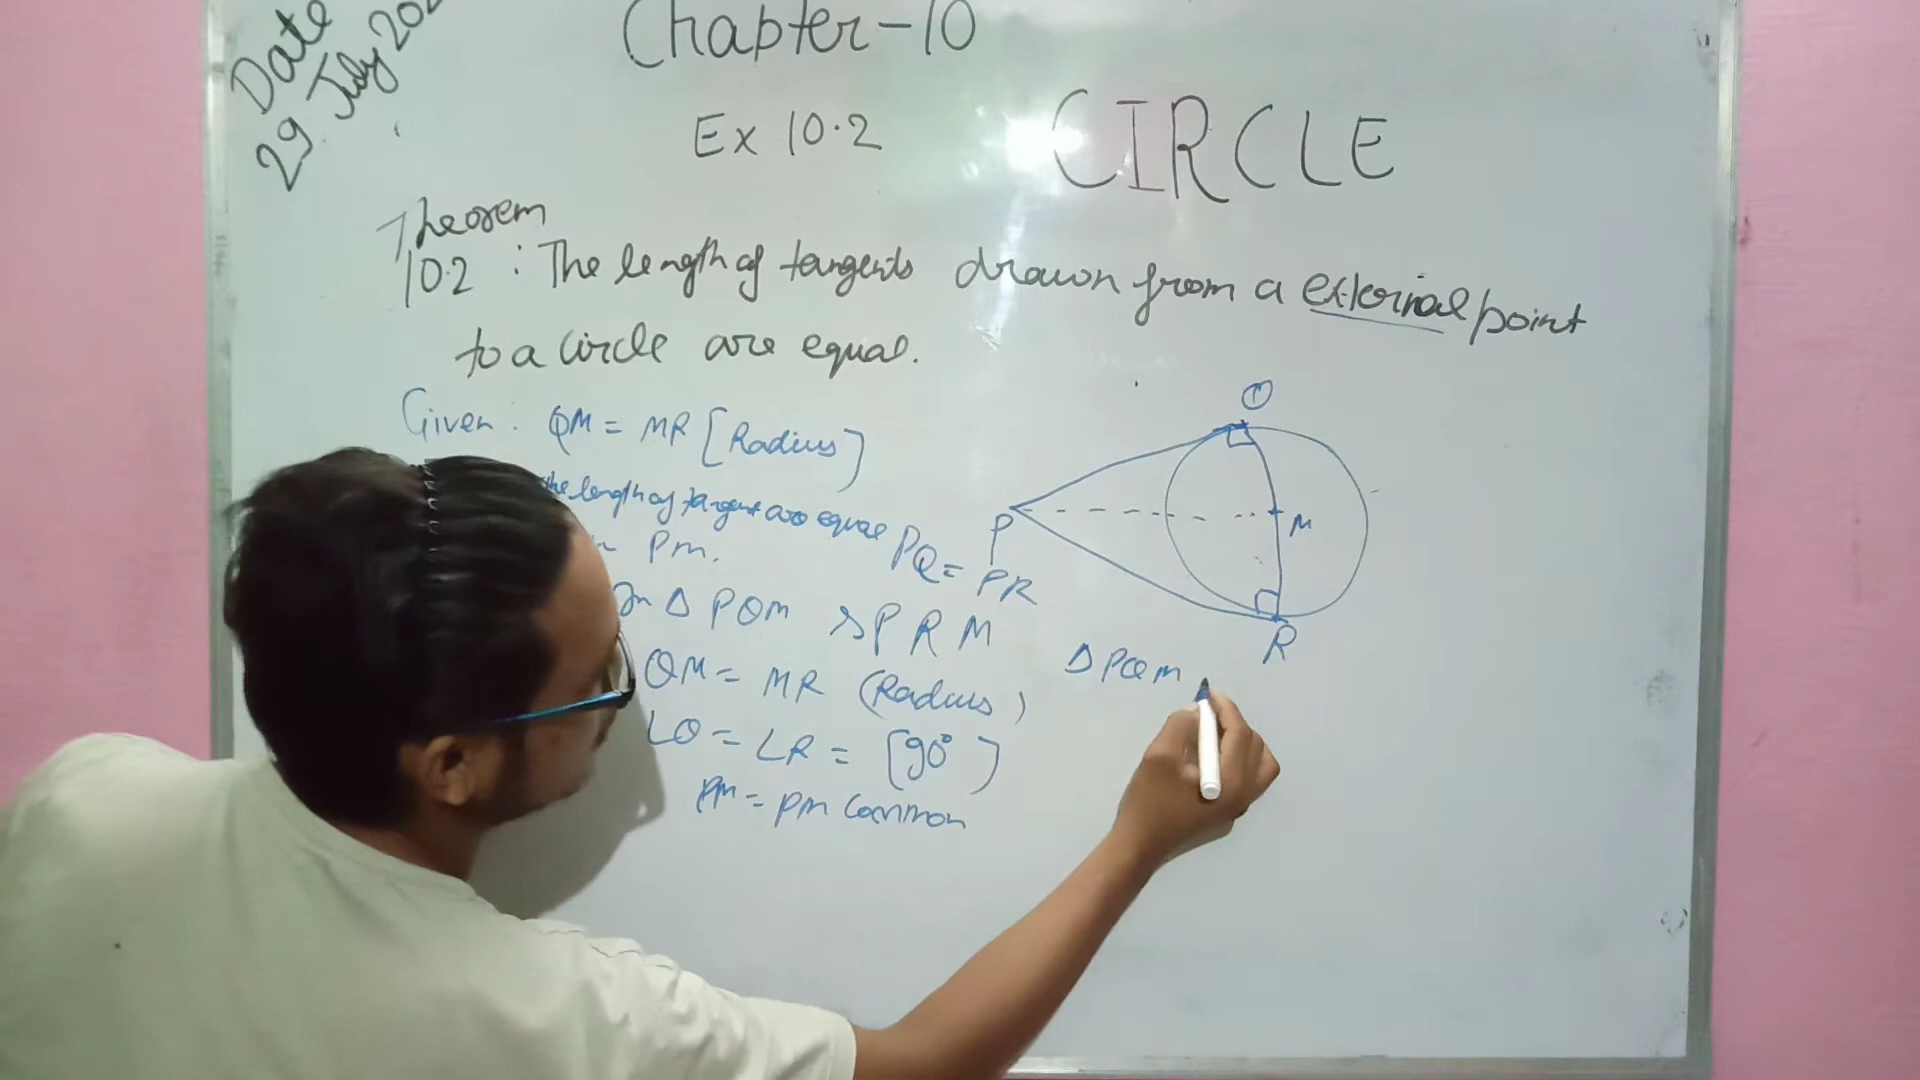 Date
29 July 202
Chapter-10
Ex 10.2
CIRCLE
Theorem
10.2 : The length of tangents drawn from a external point
to a circle are equal.
Given : QM = MR [Radius]
the length of tangent are equal PQ = PR
PM.
In Δ PQM & PRM
QM = MR (Radius)
∠Q = ∠R = [90°]
PM = PM Common
Q
P
M
R
Δ PQM